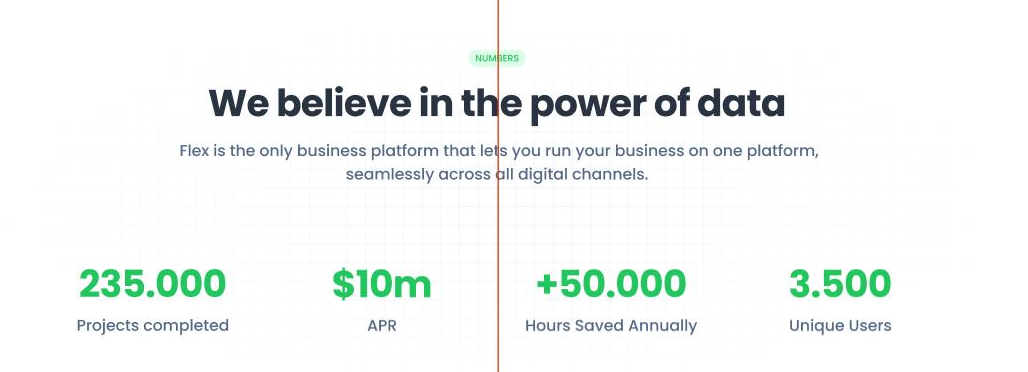 NUMBERS
We believe in the power of data
Flex is the only business platform that lets you run your business on one platform,
seamlessly across all digital channels.
235.000 $10m +50.000 3.500
Projects completed APR Hours Saved Annually Unique Users